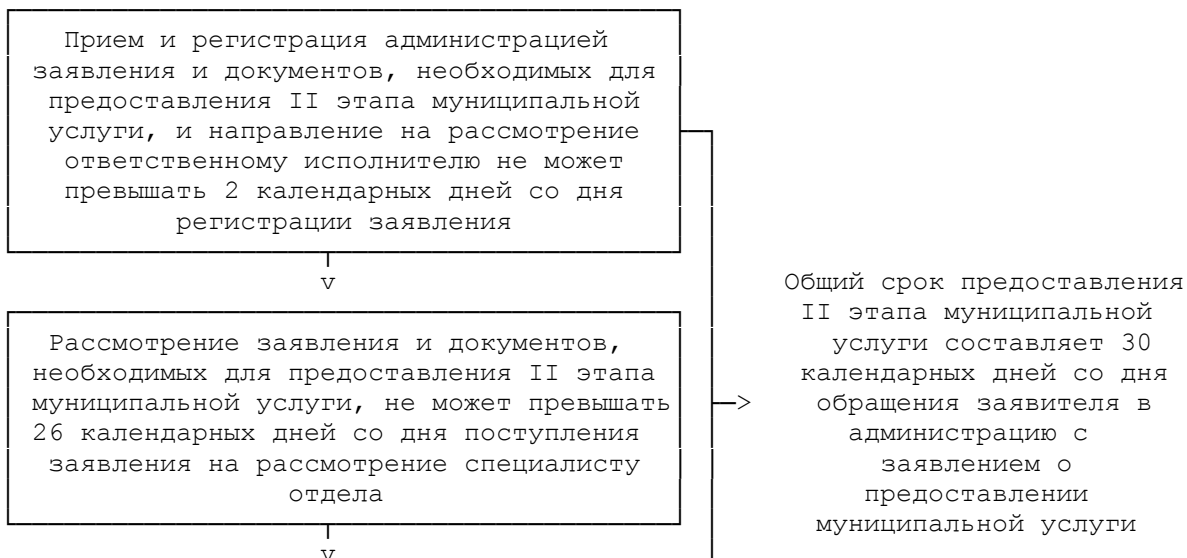 Прием и регистрация администрацией
заявления и документов, необходимых для
предоставления II этапа муниципальной
услуги, и направление на рассмотрение
ответственному исполнителю не может
превышать 2 календарных дней со дня
регистрации заявления
v
Рассмотрение заявления и документов,
необходимых для предоставления II этапа
муниципальной услуги, не может превышать
26 календарных дней со дня поступления
заявления на рассмотрение специалисту
отдела
v
Общий срок предоставления
II этапа муниципальной
услуги составляет 30
календарных дней со дня
обращения заявителя в
администрацию с
заявлением о
предоставлении
муниципальной услуги